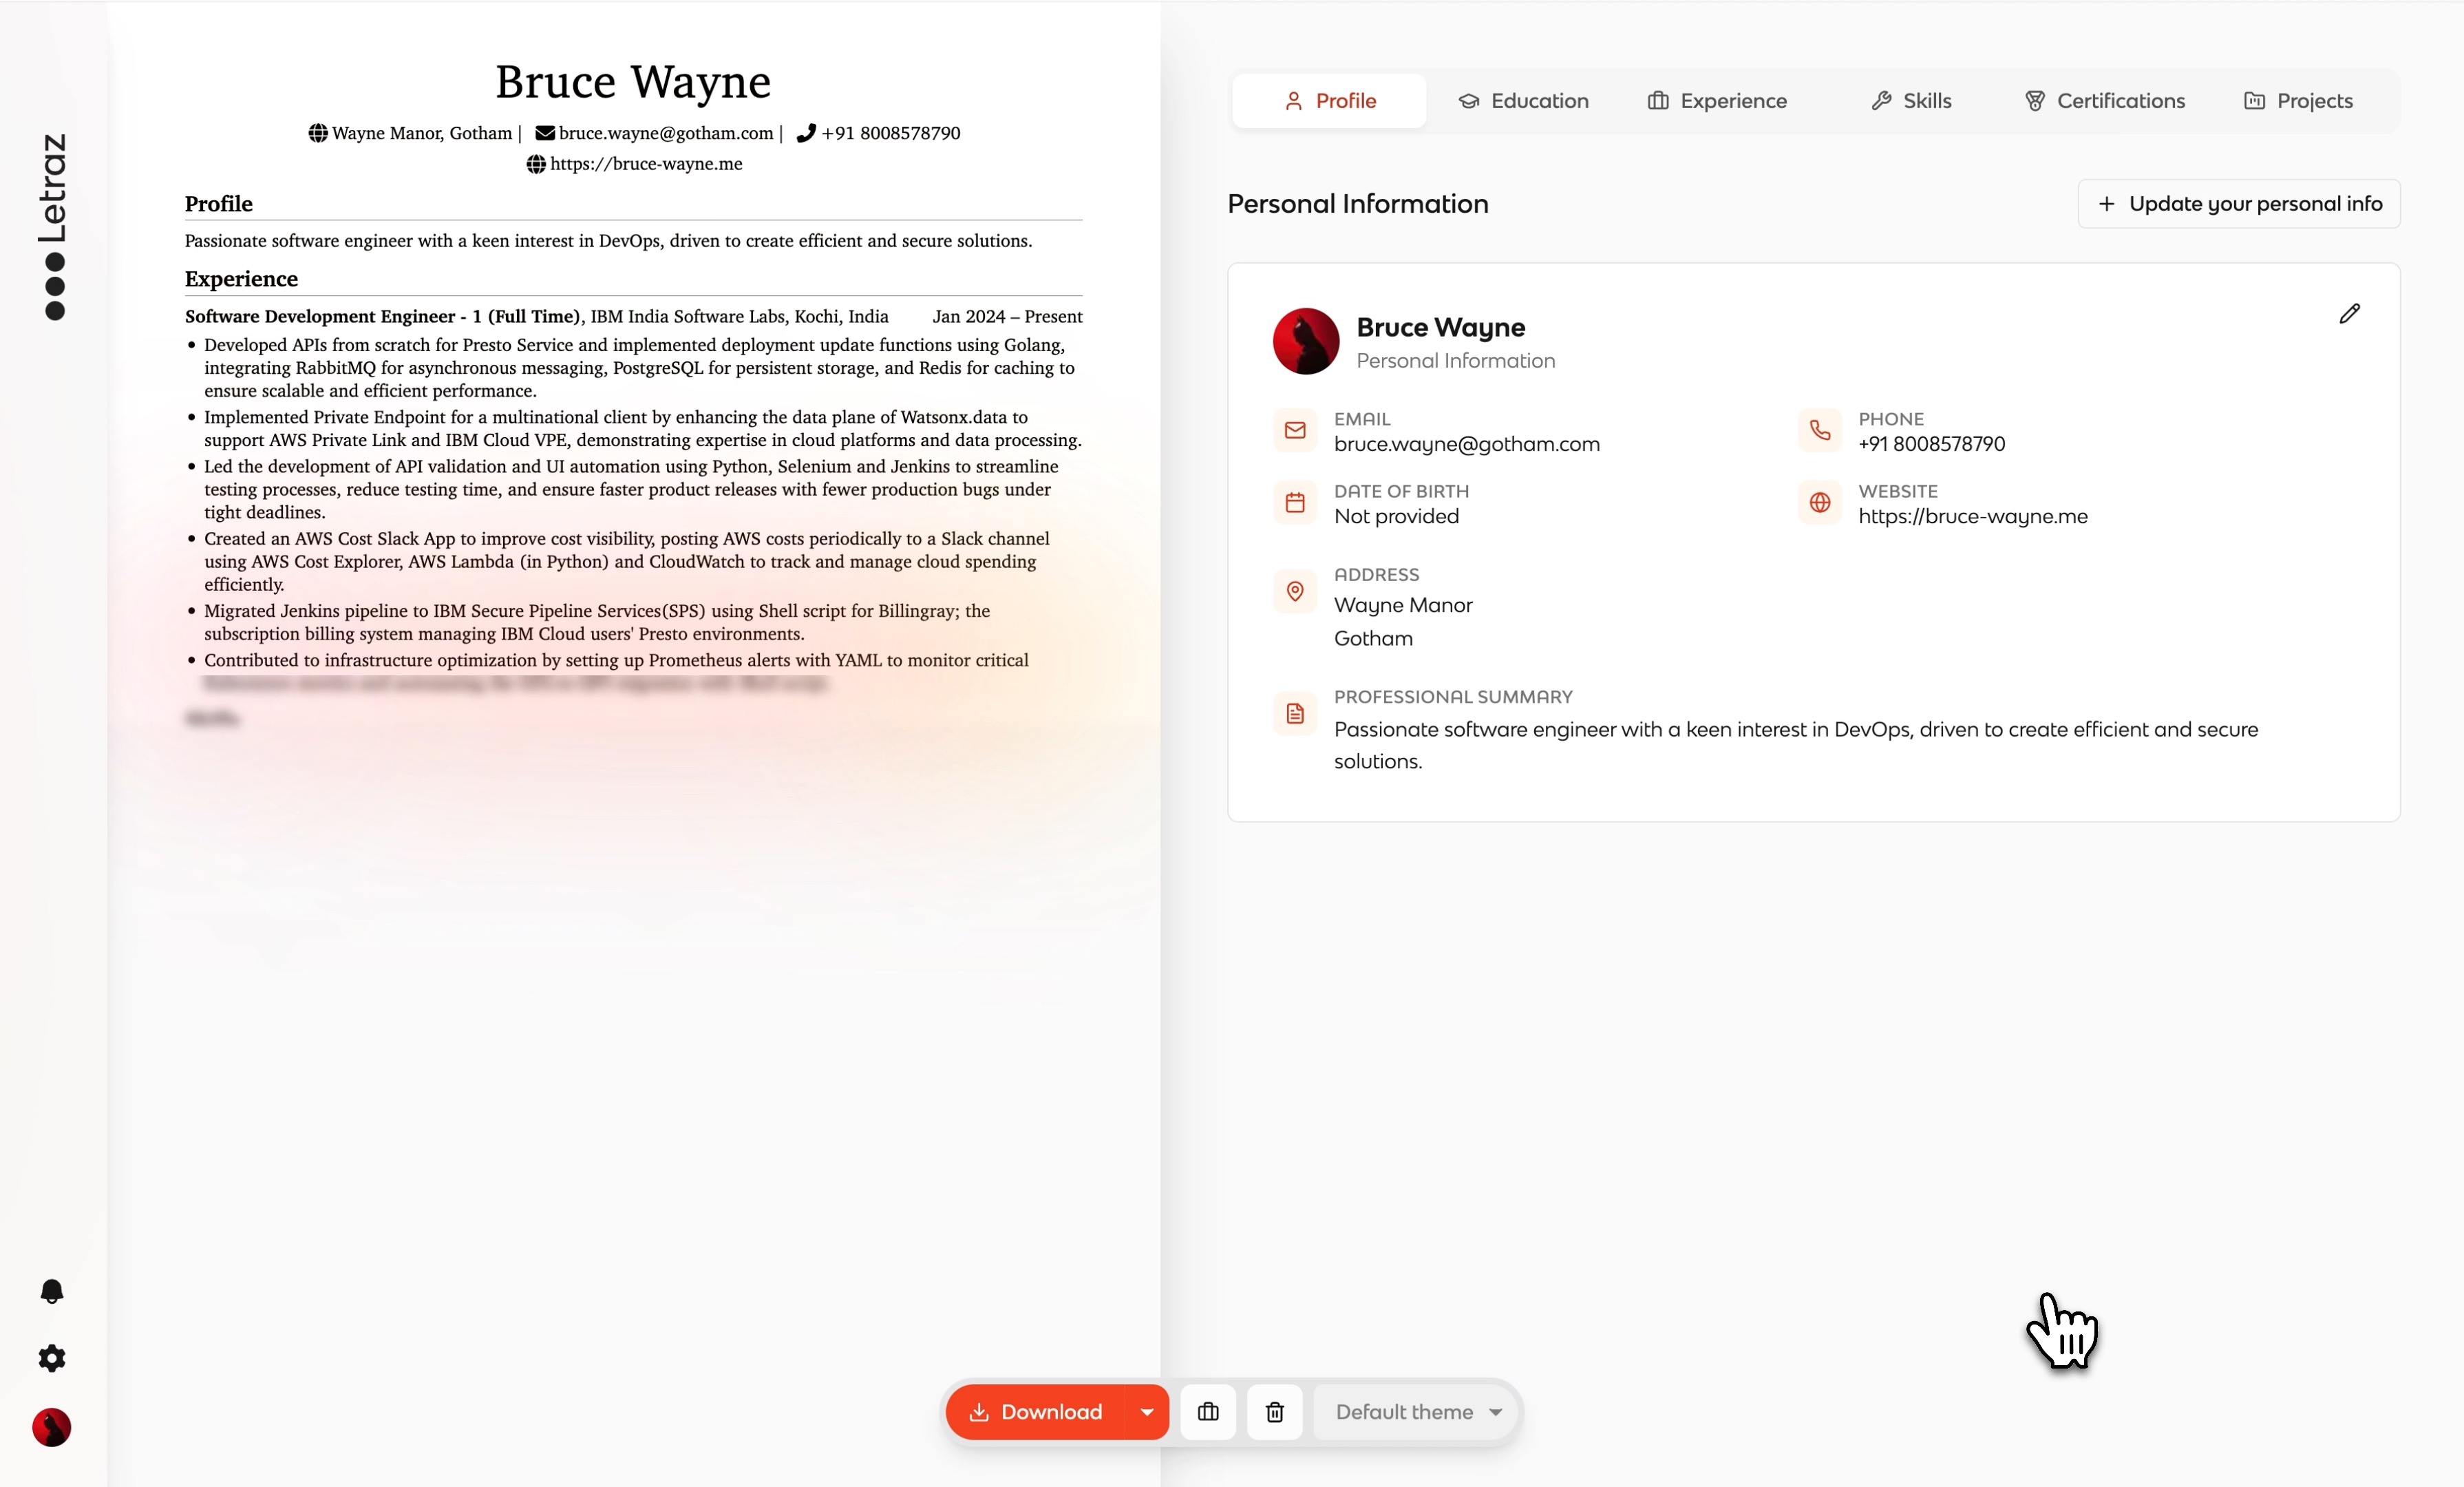 Letraz
Bruce Wayne
Wayne Manor, Gotham | bruce.wayne@gotham.com | +91 8008578790
https://bruce-wayne.me
Profile
Passionate software engineer with a keen interest in DevOps, driven to create efficient and secure solutions.
Experience
Software Development Engineer - 1 (Full Time), IBM India Software Labs, Kochi, India Jan 2024 – Present
• Developed APIs from scratch for Presto Service and implemented deployment update functions using Golang,
integrating RabbitMQ for asynchronous messaging, PostgreSQL for persistent storage, and Redis for caching to
ensure scalable and efficient performance.
• Implemented Private Endpoint for a multinational client by enhancing the data plane of Watsonx.data to
support AWS Private Link and IBM Cloud VPE, demonstrating expertise in cloud platforms and data processing.
• Led the development of API validation and UI automation using Python, Selenium and Jenkins to streamline
testing processes, reduce testing time, and ensure faster product releases with fewer production bugs under
tight deadlines.
• Created an AWS Cost Slack App to improve cost visibility, posting AWS costs periodically to a Slack channel
using AWS Cost Explorer, AWS Lambda (in Python) and CloudWatch to track and manage cloud spending
efficiently.
• Migrated Jenkins pipeline to IBM Secure Pipeline Services(SPS) using Shell script for Billingray; the
subscription billing system managing IBM Cloud users' Presto environments.
• Contributed to infrastructure optimization by setting up Prometheus alerts with YAML to monitor critical
Profile Education Experience Skills Certifications Projects
Personal Information
+ Update your personal info
Bruce Wayne
Personal Information
EMAIL
bruce.wayne@gotham.com
PHONE
+91 8008578790
DATE OF BIRTH
Not provided
WEBSITE
https://bruce-wayne.me
ADDRESS
Wayne Manor
Gotham
PROFESSIONAL SUMMARY
Passionate software engineer with a keen interest in DevOps, driven to create efficient and secure
solutions.
Download
Default theme